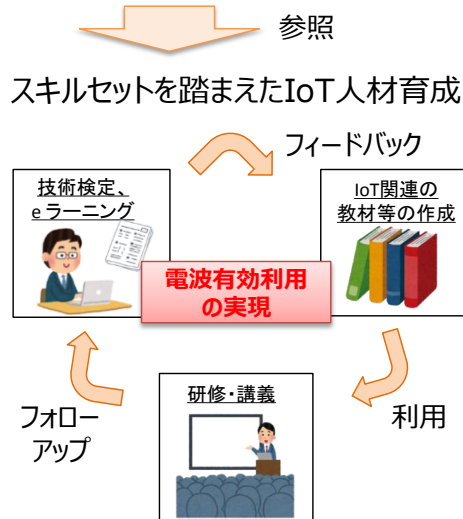 参照
スキルセットを踏まえたIoT人材育成
フィードバック
技術検定、
eラーニング
IoT関連の
教材等の作成
電波有効利用
の実現
フォロー
アップ
研修・講義
利用